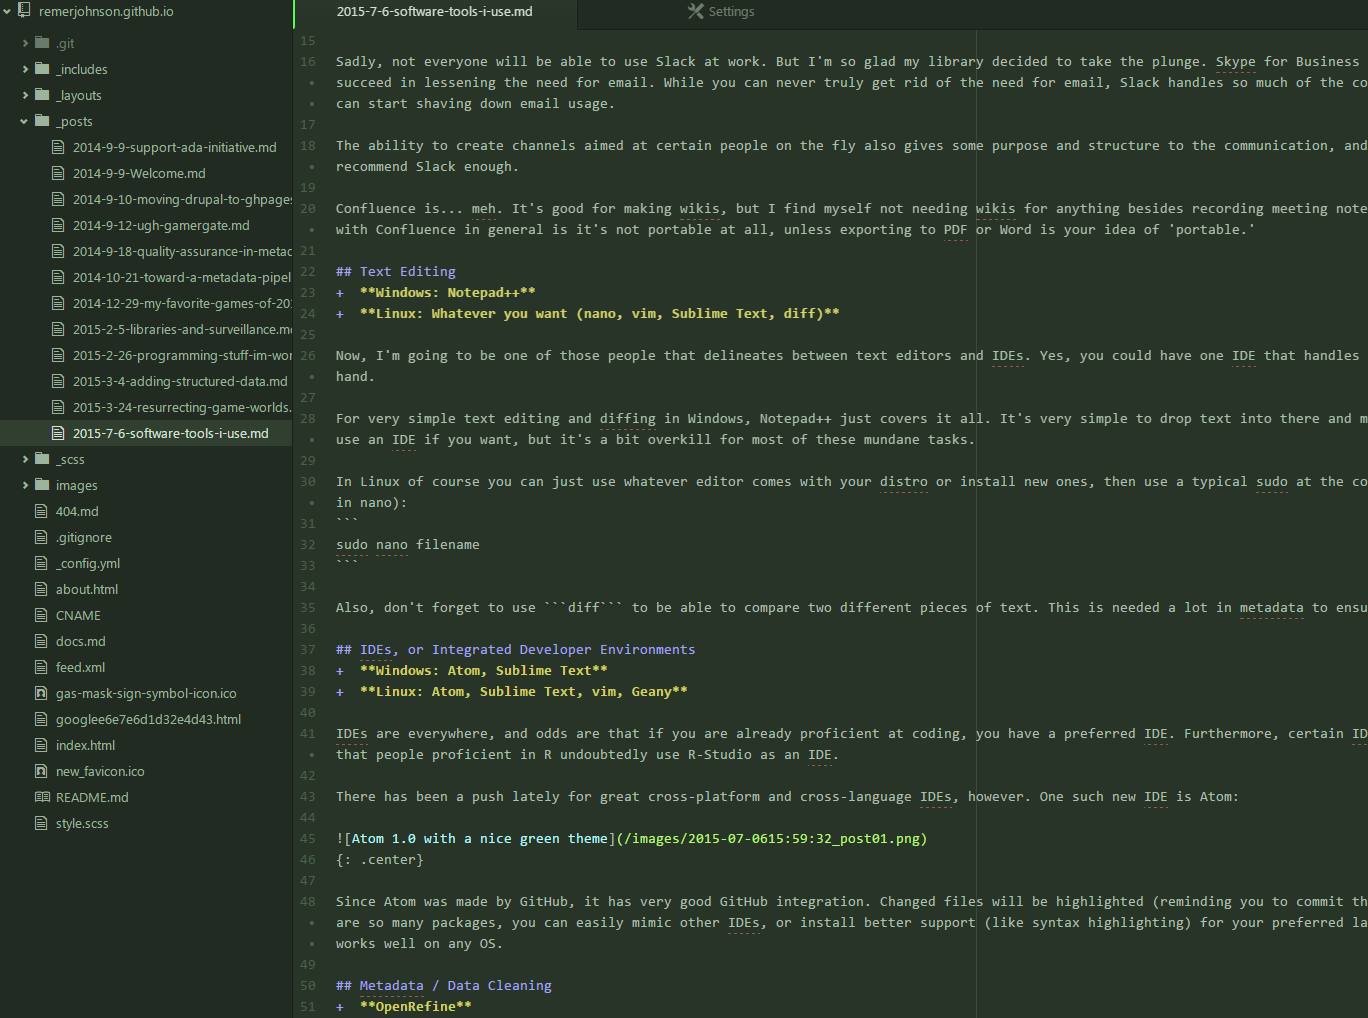 remerjohnson.github.io
.git
_includes
_layouts
_posts
2014-9-9-support-ada-initiative.md
2014-9-9-Welcome.md
2014-9-10-moving-drupal-to-ghpages
2014-9-12-ugh-gamergate.md
2014-9-18-quality-assurance-in-metad
2014-10-21-toward-a-metadata-pipel
2014-12-29-my-favorite-games-of-20
2015-2-5-libraries-and-surveillance.m
2015-2-26-programming-stuff-im-wor
2015-3-4-adding-structured-data.md
2015-3-24-resurrecting-game-worlds.
2015-7-6-software-tools-i-use.md
_scss
images
404.md
.gitignore
_config.yml
about.html
CNAME
docs.md
feed.xml
gas-mask-sign-symbol-icon.ico
googlee6e7e6d1d32e4d43.html
index.html
new_favicon.ico
README.md
style.scss
2015-7-6-software-tools-i-use.md
Settings
15
16 Sadly, not everyone will be able to use Slack at work. But I'm so glad my library decided to take the plunge. Skype for Business
• succeed in lessening the need for email. While you can never truly get rid of the need for email, Slack handles so much of the co
• can start shaving down email usage.
17
18 The ability to create channels aimed at certain people on the fly also gives some purpose and structure to the communication, and
• recommend Slack enough.
19
20 Confluence is... meh. It's good for making wikis, but I find myself not needing wikis for anything besides recording meeting note
• with Confluence in general is it's not portable at all, unless exporting to PDF or Word is your idea of 'portable.'
21
22 ## Text Editing
23 + **Windows: Notepad++**
24 + **Linux: Whatever you want (nano, vim, Sublime Text, diff)**
25
26 Now, I'm going to be one of those people that delineates between text editors and IDEs. Yes, you could have one IDE that handles
• hand.
27
28 For very simple text editing and diffing in Windows, Notepad++ just covers it all. It's very simple to drop text into there and m
• use an IDE if you want, but it's a bit overkill for most of these mundane tasks.
29
30 In Linux of course you can just use whatever editor comes with your distro or install new ones, then use a typical sudo at the co
• in nano):
31 ```
32 sudo nano filename
33 ```
34
35 Also, don't forget to use ```diff``` to be able to compare two different pieces of text. This is needed a lot in metadata to ensu
36
37 ## IDEs, or Integrated Developer Environments
38 + **Windows: Atom, Sublime Text**
39 + **Linux: Atom, Sublime Text, vim, Geany**
40
41 IDEs are everywhere, and odds are that if you are already proficient at coding, you have a preferred IDE. Furthermore, certain ID
• that people proficient in R undoubtedly use R-Studio as an IDE.
42
43 There has been a push lately for great cross-platform and cross-language IDEs, however. One such new IDE is Atom:
44
45 ![Atom 1.0 with a nice green theme](/images/2015-07-0615:59:32_post01.png)
46 {: .center}
47
48 Since Atom was made by GitHub, it has very good GitHub integration. Changed files will be highlighted (reminding you to commit th
• are so many packages, you can easily mimic other IDEs, or install better support (like syntax highlighting) for your preferred la
• works well on any OS.
49
50 ## Metadata / Data Cleaning
51 + **OpenRefine**